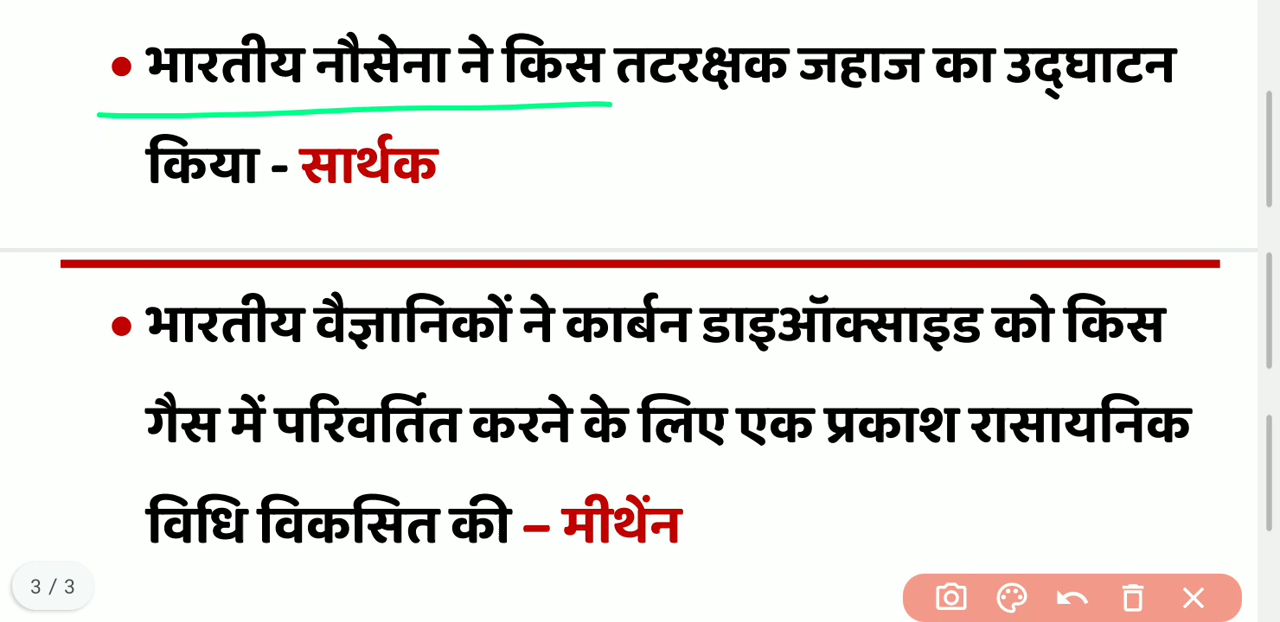 • भारतीय नौसेना ने किस तटरक्षक जहाज का उद्घाटन
किया - सार्थक
• भारतीय वैज्ञानिकों ने कार्बन डाइऑक्साइड को किस
गैस में परिवर्तित करने के लिए एक प्रकाश रासायनिक
विधि विकसित की – मीथेंन
3 / 3